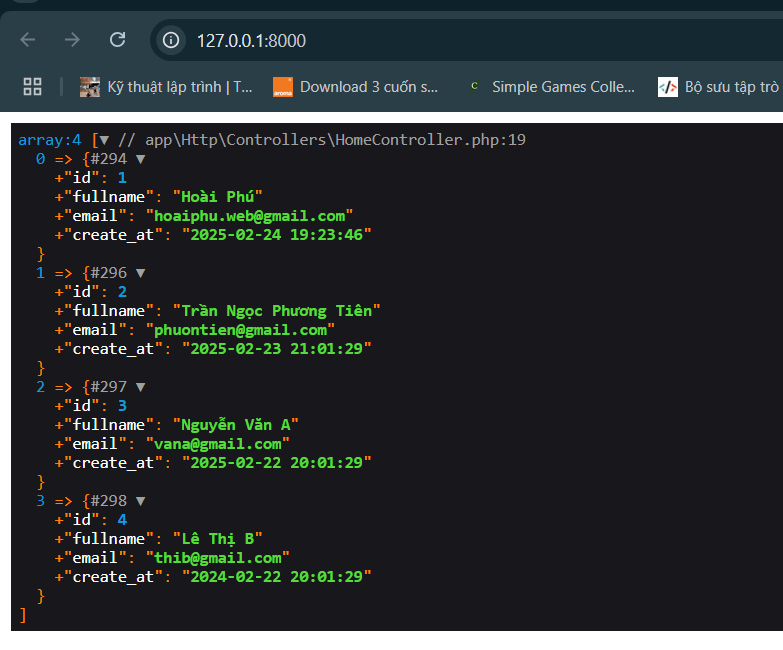 127.0.0.1:8000
Kỹ thuật lập trình | T... Download 3 cuốn s... C Simple Games Colle... </> Bộ sưu tập trò
array:4 [▼ // app\Http\Controllers\HomeController.php:19
0 => {#294 ▼
+"id": 1
+"fullname": "Hoài Phú"
+"email": "hoaiphu.web@gmail.com"
+"create_at": "2025-02-24 19:23:46"
}
1 => {#296 ▼
+"id": 2
+"fullname": "Trần Ngọc Phương Tiên"
+"email": "phuontien@gmail.com"
+"create_at": "2025-02-23 21:01:29"
}
2 => {#297 ▼
+"id": 3
+"fullname": "Nguyễn Văn A"
+"email": "vana@gmail.com"
+"create_at": "2025-02-22 20:01:29"
}
3 => {#298 ▼
+"id": 4
+"fullname": "Lê Thị B"
+"email": "thib@gmail.com"
+"create_at": "2024-02-22 20:01:29"
}
]